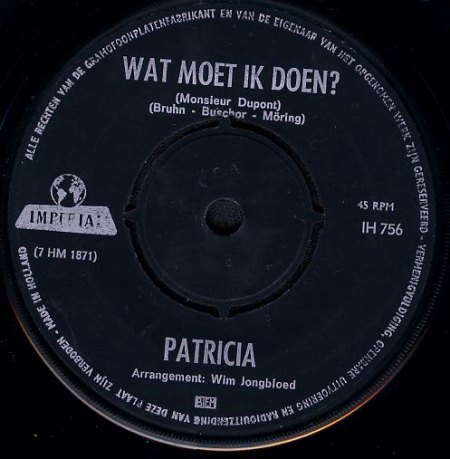 ALLE RECHTEN VAN DE GRAMOFOONPLATENFABRIKANT EN VAN DE EIGENAAR VAN HET OPGENOMEN WERK ZIJN GERESERVEERD - VERMENIGVULDIGING, OPENBARE UITVOERING EN RADIOUITZENDING VAN DEZE PLAAT ZIJN VERBODEN - MADE IN HOLLAND
WAT MOET IK DOEN?
(Monsieur Dupont)
(Bruhn - Buschor - Möring)
IMPERIAL
45 RPM
IH 756
(7 HM 1871)
PATRICIA
Arrangement: Wim Jongbloed
BIEM